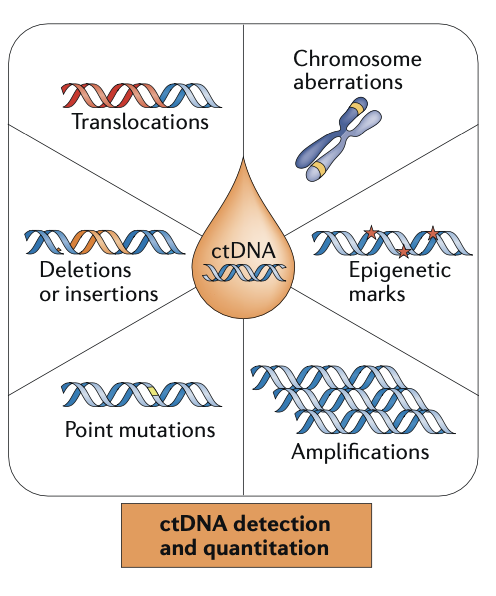 Translocations
Chromosome
aberrations
ctDNA
Deletions
or insertions
Epigenetic
marks
Point mutations
Amplifications
ctDNA detection
and quantitation